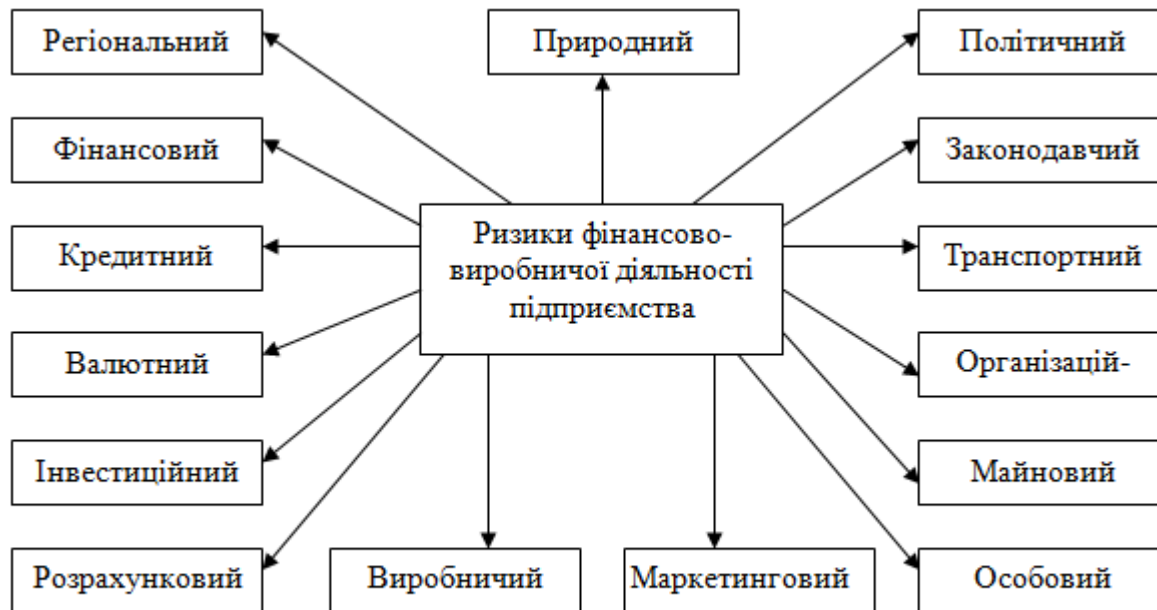 Регіональний
Природний
Політичний
Фінансовий
Законодавчий
Ризики фінансово-
виробничої діяльності
підприємства
Кредитний
Транспортний
Валютний
Організацій-
Інвестиційний
Майновий
Розрахунковий
Виробничий
Маркетинговий
Особовий